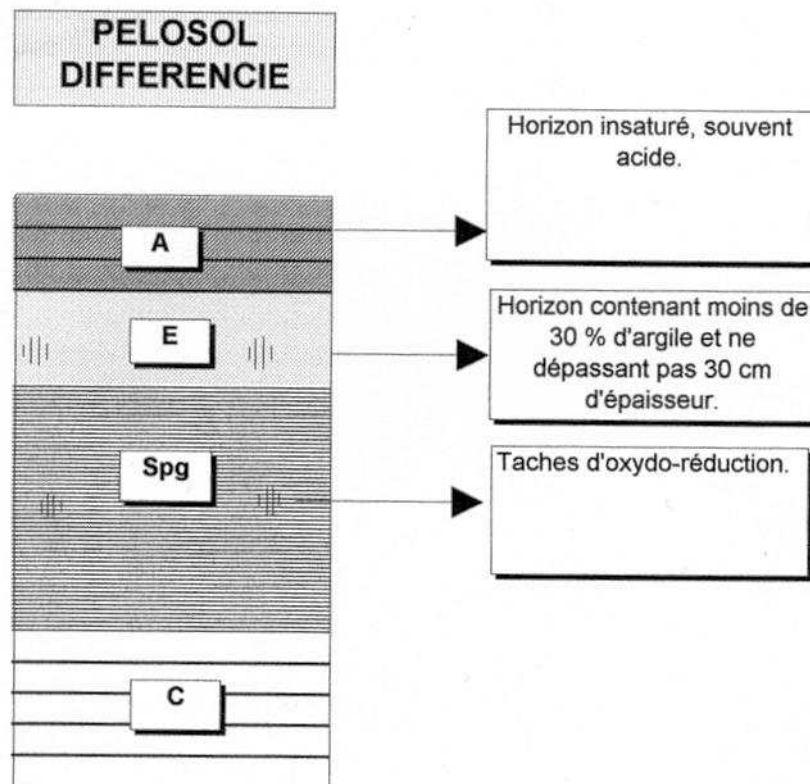 PELOSOL
DIFFERENCIE
Horizon insaturé, souvent
acide.
A
Horizon contenant moins de
30 % d'argile et ne
dépassant pas 30 cm
d'épaisseur.
E
Taches d'oxydo-réduction.
Spg
C